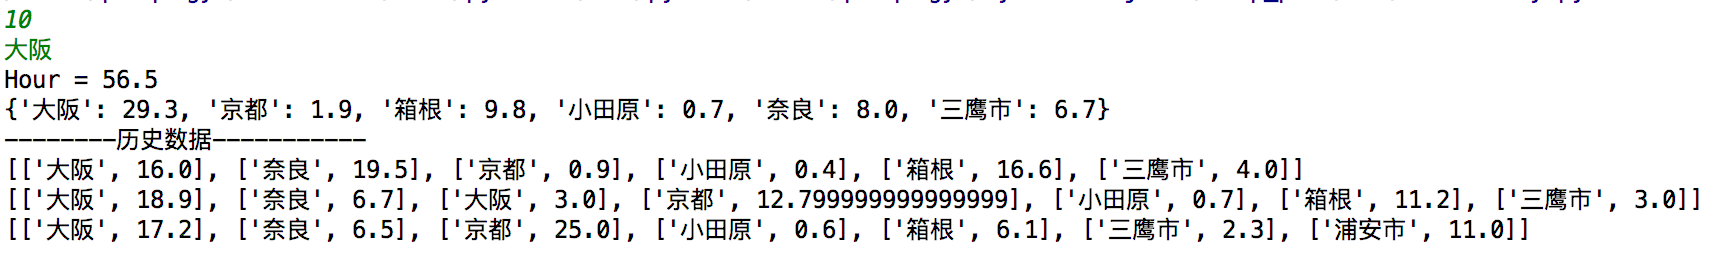 10
大阪
Hour = 56.5
{'大阪': 29.3, '京都': 1.9, '箱根': 9.8, '小田原': 0.7, '奈良': 8.0, '三鹰市': 6.7}
--------历史数据-----------
[['大阪', 16.0], ['奈良', 19.5], ['京都', 0.9], ['小田原', 0.4], ['箱根', 16.6], ['三鹰市', 4.0]]
[['大阪', 18.9], ['奈良', 6.7], ['大阪', 3.0], ['京都', 12.799999999999999], ['小田原', 0.7], ['箱根', 11.2], ['三鹰市', 3.0]]
[['大阪', 17.2], ['奈良', 6.5], ['京都', 25.0], ['小田原', 0.6], ['箱根', 6.1], ['三鹰市', 2.3], ['浦安市', 11.0]]